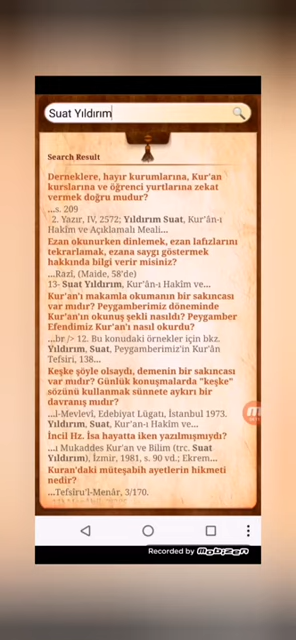 Suat Yıldırım
Search Result
Derneklere, hayır kurumlarına, Kur'an
kurslarına ve öğrenci yurtlarına zekat
vermek doğru mudur?
...s. 209
2. Yazır, IV, 2572; Yıldırım Suat, Kur'ân-ı
Hakîm ve Açıklamalı Meali...
Ezan okunurken dinlemek, ezan lafızlarını
tekrarlamak, ezana saygı göstermek
hakkında bilgi verir misiniz?
...Razî, (Maide, 58'de)
13- Suat Yıldırım, Kur'ân-ı Hakîm ve...
Kur'an'ı makamla okumanın bir sakıncası
var mıdır? Peygamberimiz döneminde
Kur'an'ın okunuş şekli nasıldı? Peygamber
Efendimiz Kur'an'ı nasıl okurdu?
...br /> 12. Bu konudaki örnekler için bkz.
Yıldırım, Suat, Peygamberimiz'in Kur'ân
Tefsiri, 138...
Keşke şöyle olsaydı, demenin bir sakıncası
var mıdır? Günlük konuşmalarda "keşke"
sözünü kullanmak sünnete aykırı bir
davranış mıdır?
...l-Mevlevî, Edebiyat Lügatı, İstanbul 1973.
Yıldırım, Suat, Kur'an-ı Hakîm ve...
İncil Hz. İsa hayatta iken yazılmışmıydı?
...ı Mukaddes Kur'an ve Bilim (trc. Suat
Yıldırım), İzmir, 1981, s. 90 vd.; Ekrem...
Kuran'daki müteşabih ayetlerin hikmeti
nedir?
...Tefsîru'l-Menâr, 3/170.
Recorded by mobizen